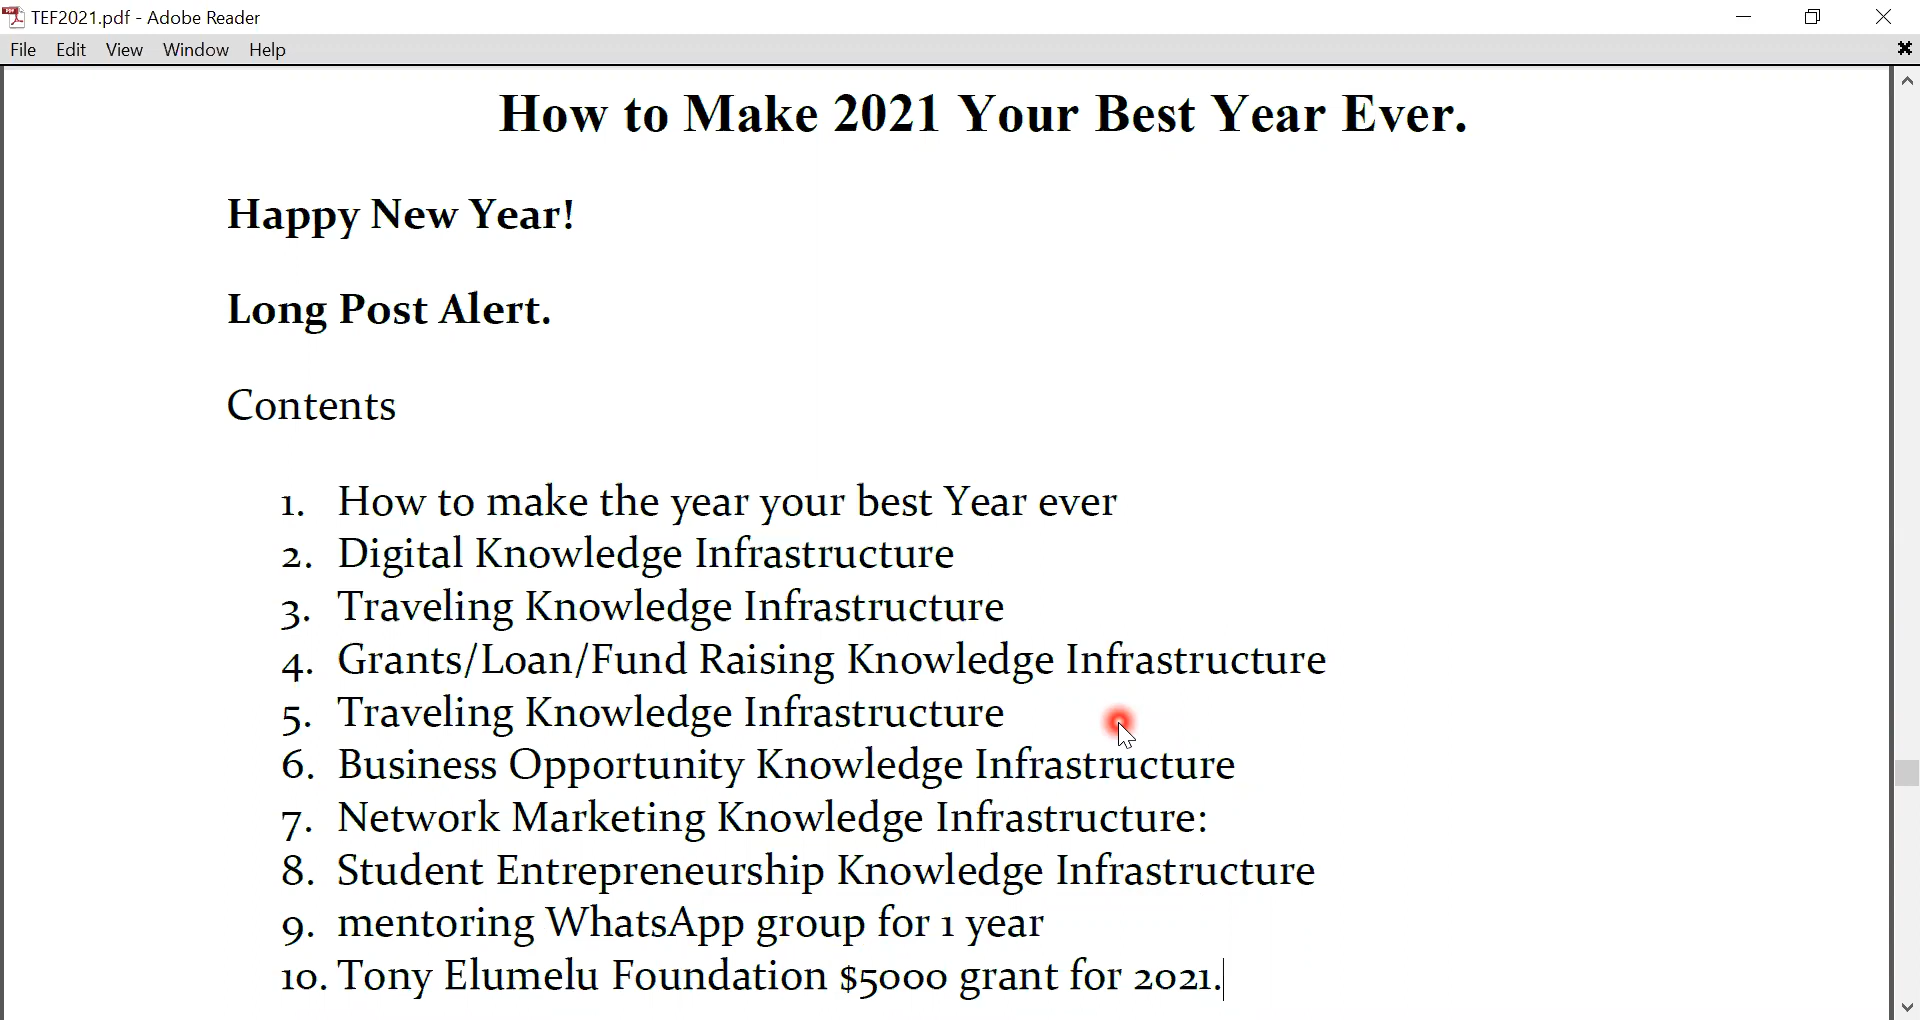 TEF2021.pdf - Adobe Reader
File Edit View Window Help
How to Make 2021 Your Best Year Ever.
Happy New Year!
Long Post Alert.
Contents
1. How to make the year your best Year ever
2. Digital Knowledge Infrastructure
3. Traveling Knowledge Infrastructure
4. Grants/Loan/Fund Raising Knowledge Infrastructure
5. Traveling Knowledge Infrastructure
6. Business Opportunity Knowledge Infrastructure
7. Network Marketing Knowledge Infrastructure:
8. Student Entrepreneurship Knowledge Infrastructure
9. mentoring WhatsApp group for 1 year
10. Tony Elumelu Foundation $5000 grant for 2021.